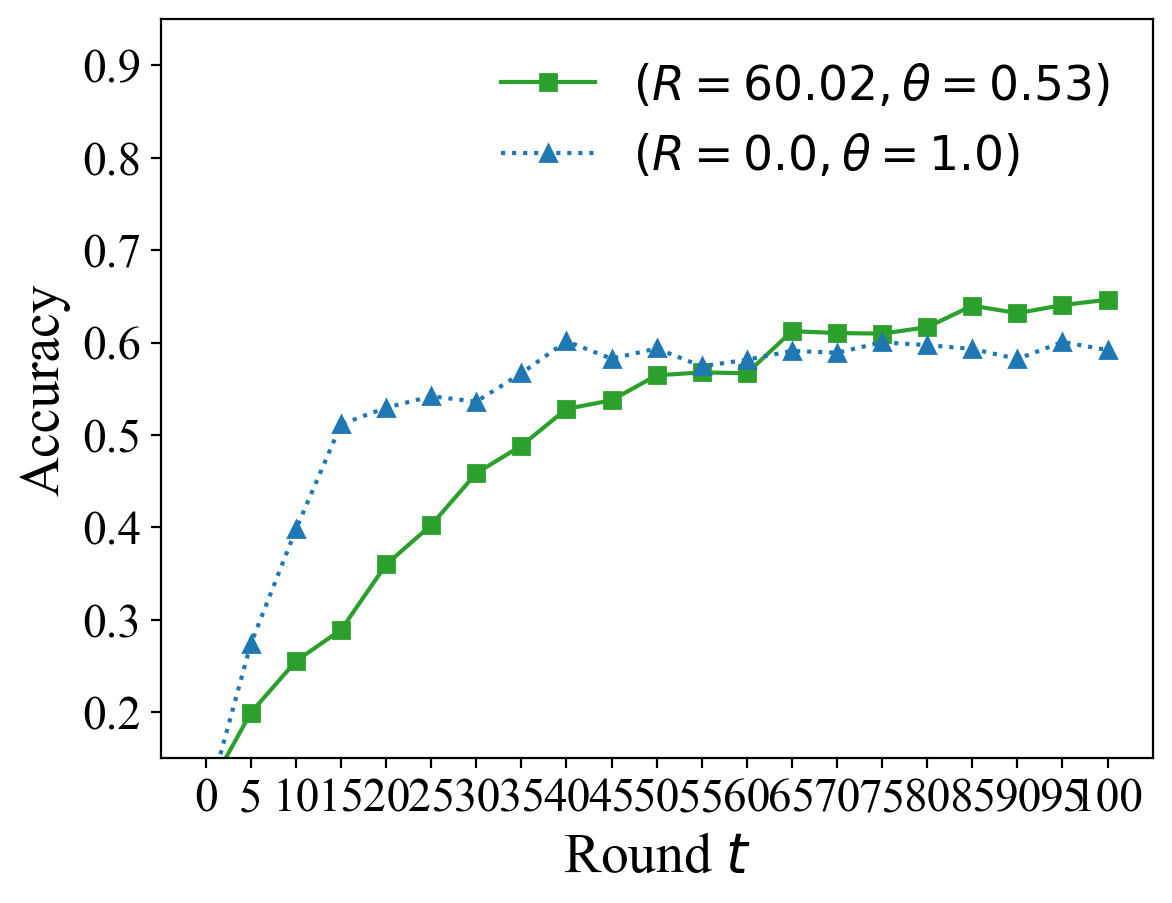 0.9
0.8
0.7
0.6
0.5
0.4
0.3
0.2
Accuracy
(R = 60.02, θ = 0.53)
(R = 0.0, θ = 1.0)
0 5 10 15 20 25 30 35 40 45 50 55 60 65 70 75 80 85 90 95 100
Round t